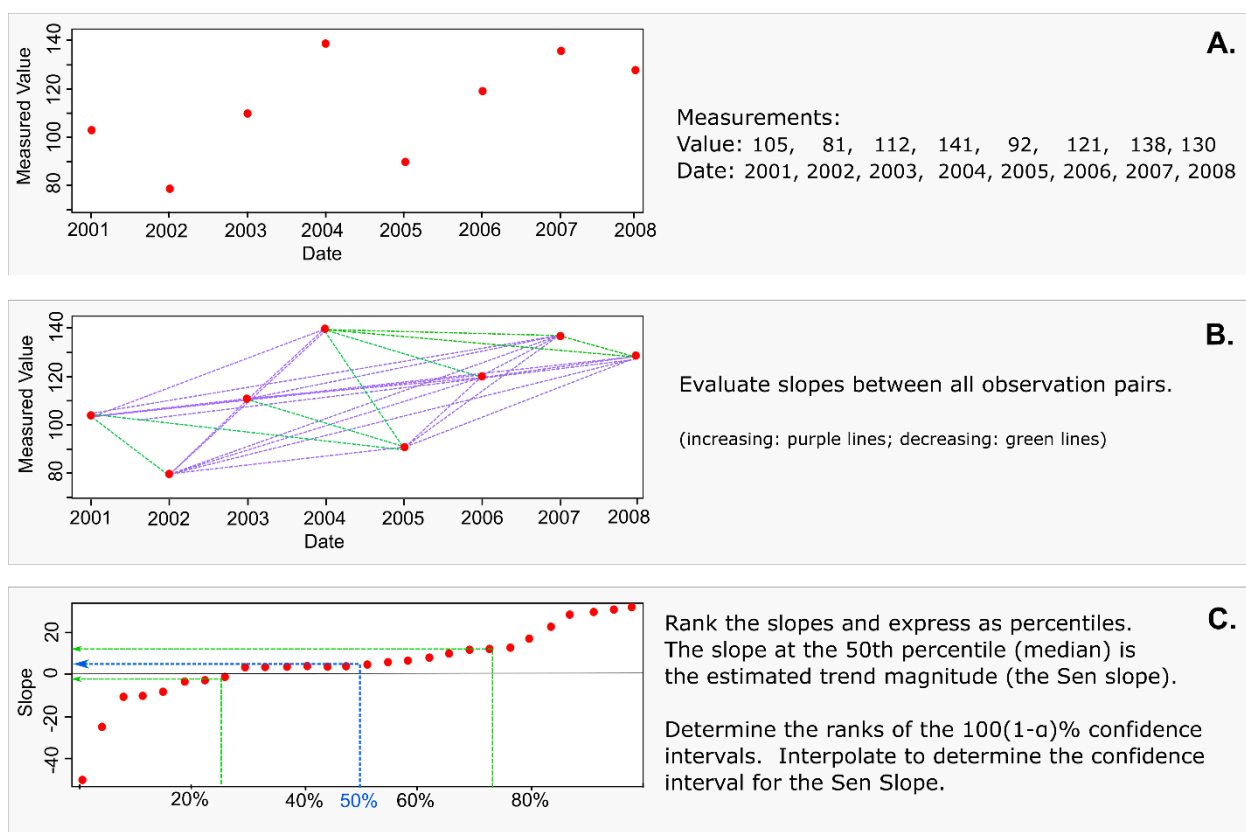 A.
140
120
100
80
Measured Value
2001 2002 2003 2004 2005 2006 2007 2008
Date
Measurements:
Value: 105, 81, 112, 141, 92, 121, 138, 130
Date: 2001, 2002, 2003, 2004, 2005, 2006, 2007, 2008
B.
140
120
100
80
Measured Value
2001 2002 2003 2004 2005 2006 2007 2008
Date
Evaluate slopes between all observation pairs.
(increasing: purple lines; decreasing: green lines)
C.
20
0
-20
-40
Slope
20% 40% 50% 60% 80%
Rank the slopes and express as percentiles.
The slope at the 50th percentile (median) is
the estimated trend magnitude (the Sen slope).
Determine the ranks of the 100(1-α)% confidence
intervals. Interpolate to determine the confidence
interval for the Sen Slope.